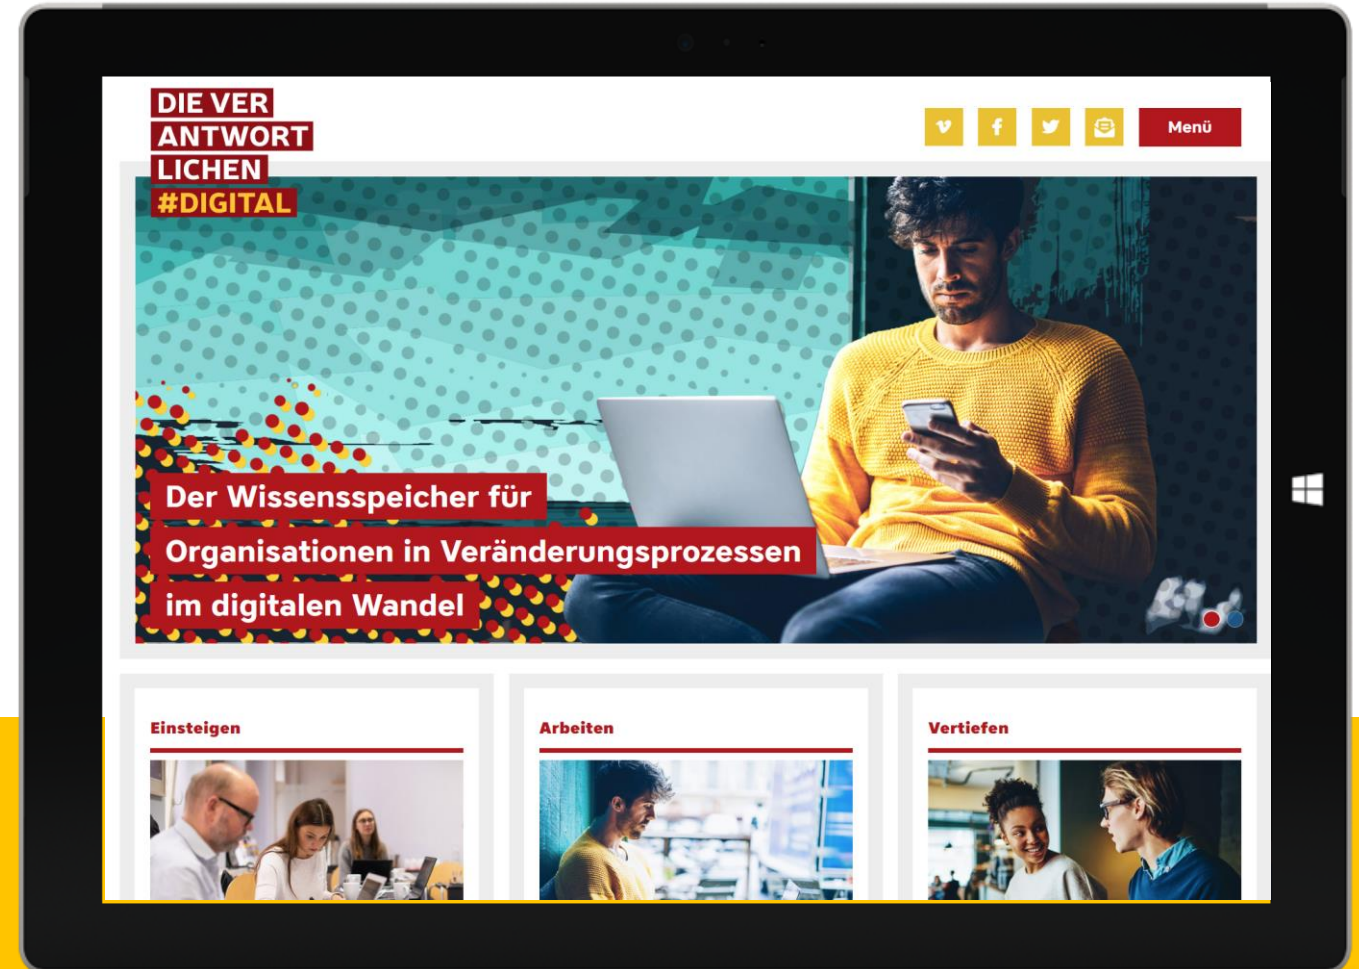 DIE VER
ANTWORT
LICHEN
#DIGITAL
Menü
Der Wissensspeicher für
Organisationen in Veränderungsprozessen
im digitalen Wandel
Einsteigen
Arbeiten
Vertiefen